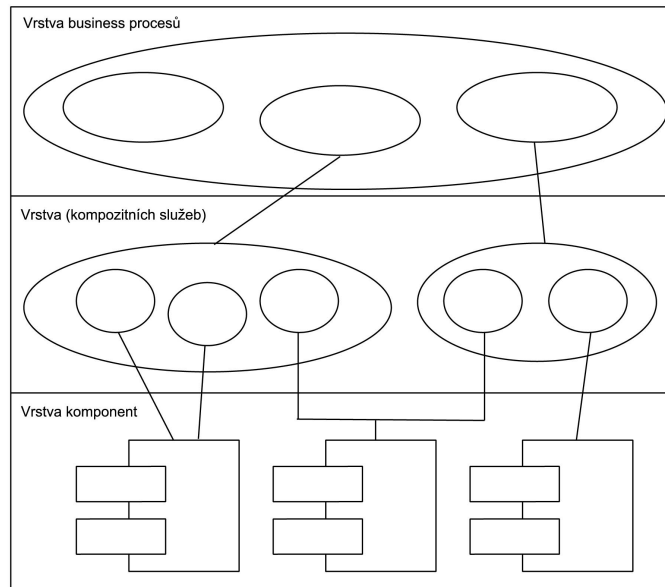 Vrstva business procesů
Vrstva (kompozitních služeb)
Vrstva komponent